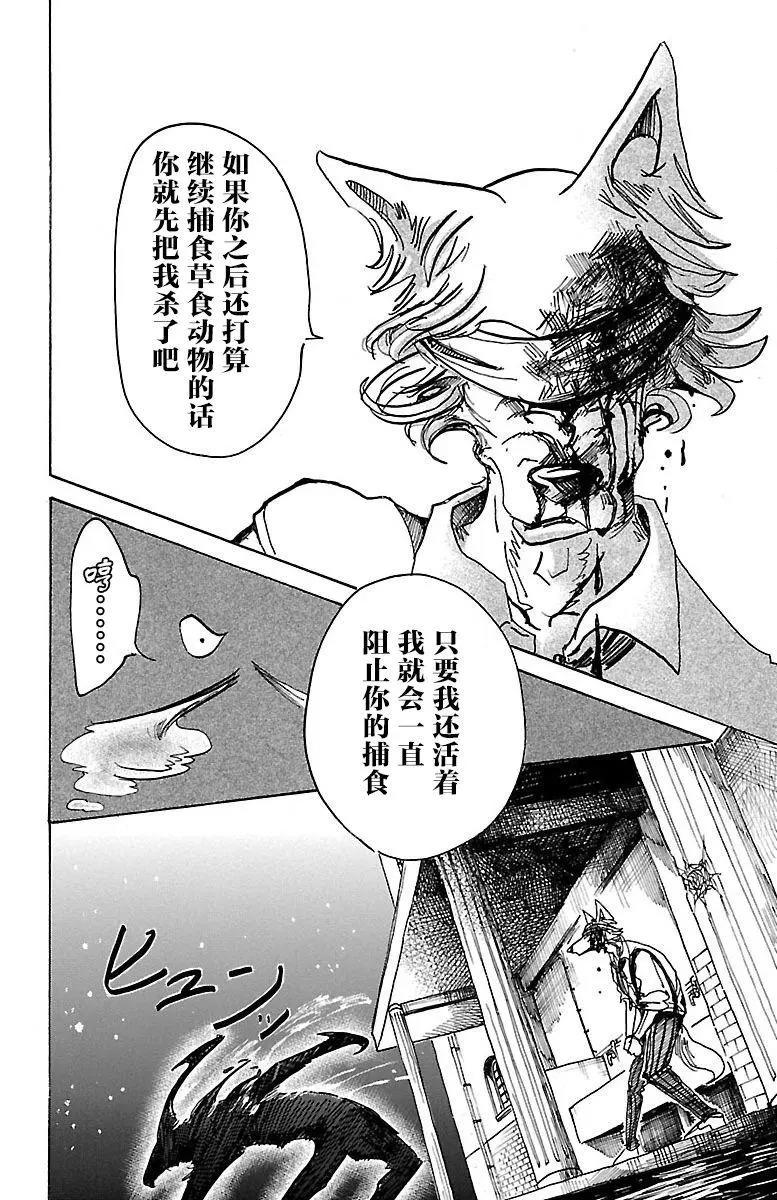 如果你之后还打算
继续捕食草食动物的话
你就先把我杀了吧
哼……
只要我还活着
我就会一直
阻止你的捕食
ヒュンッ